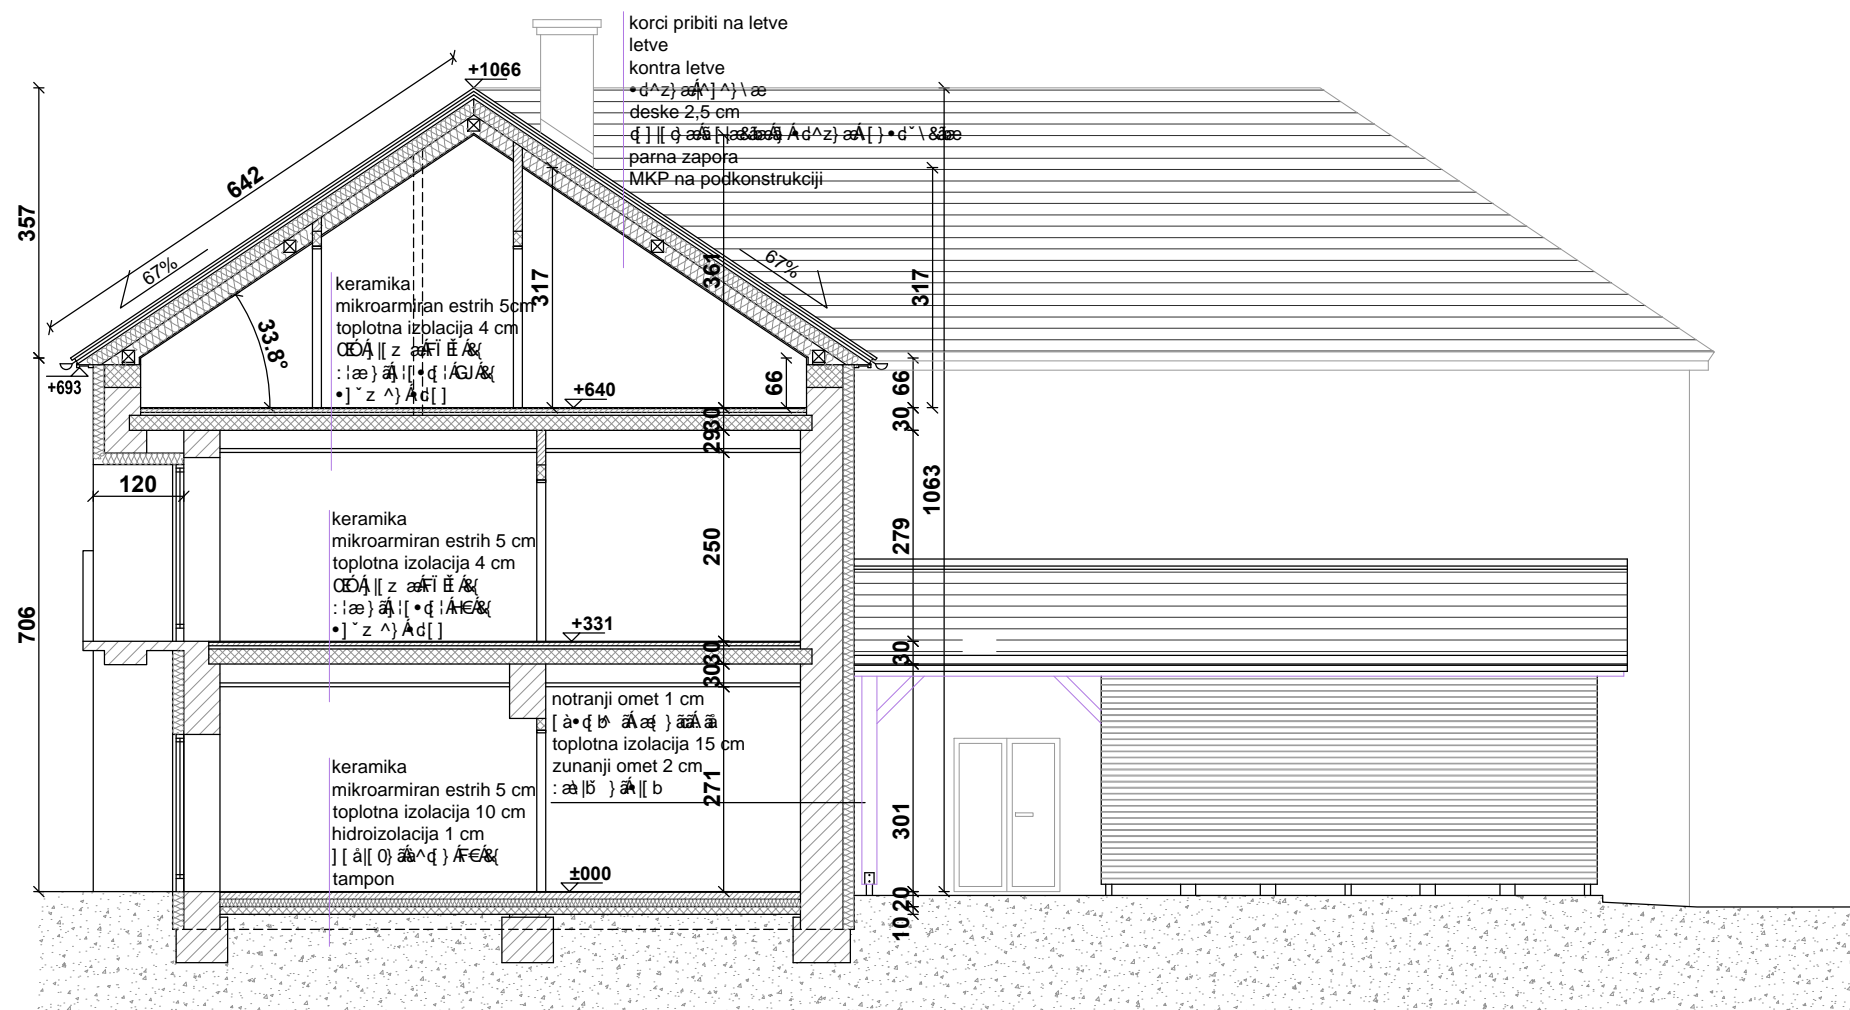 korci pribiti na letve
letve
kontra letve
deske 2,5 cm
parna zapora
MKP na podkonstrukciji
+1066
642
357
67%
67%
33.8°
361
317
317
keramika
mikroarmiran estrih 5cm
toplotna izolacija 4 cm
+693
+640
66
66
30
30
29
120
1063
279
250
706
keramika
mikroarmiran estrih 5 cm
toplotna izolacija 4 cm
+331
30
30
30
notranji omet 1 cm
toplotna izolacija 15 cm
zunanji omet 2 cm
271
301
keramika
mikroarmiran estrih 5 cm
toplotna izolacija 10 cm
hidroizolacija 1 cm
tampon
±000
20
10